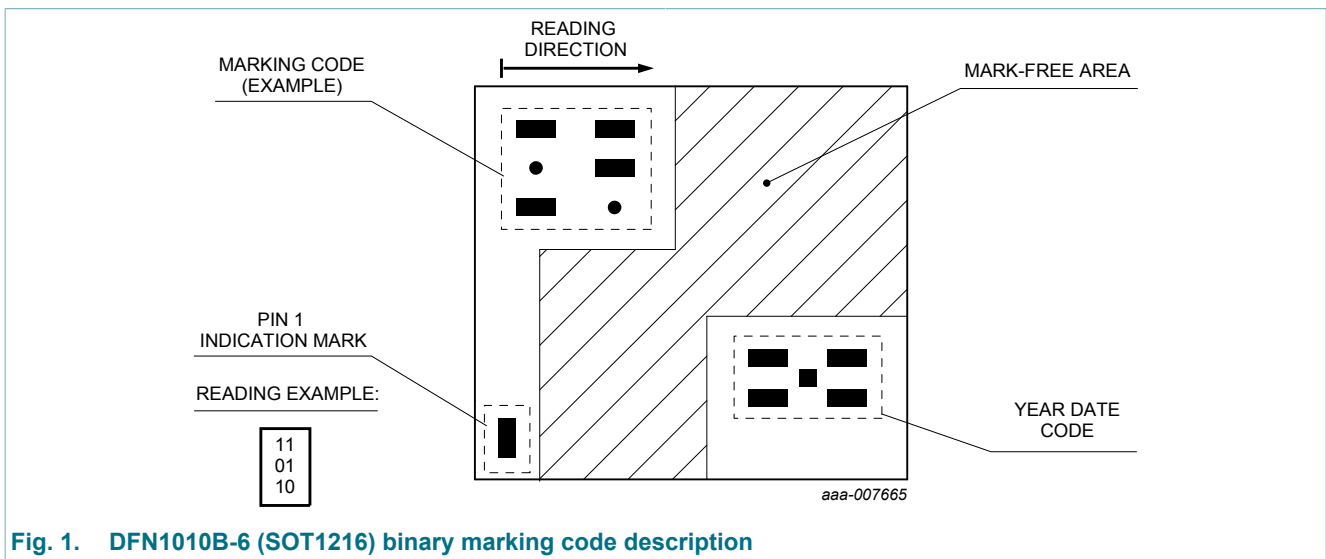 READING
DIRECTION
MARKING CODE
(EXAMPLE)
MARK-FREE AREA
PIN 1
INDICATION MARK
READING EXAMPLE:
11
01
10
YEAR DATE
CODE
aaa-007665
Fig. 1. DFN1010B-6 (SOT1216) binary marking code description